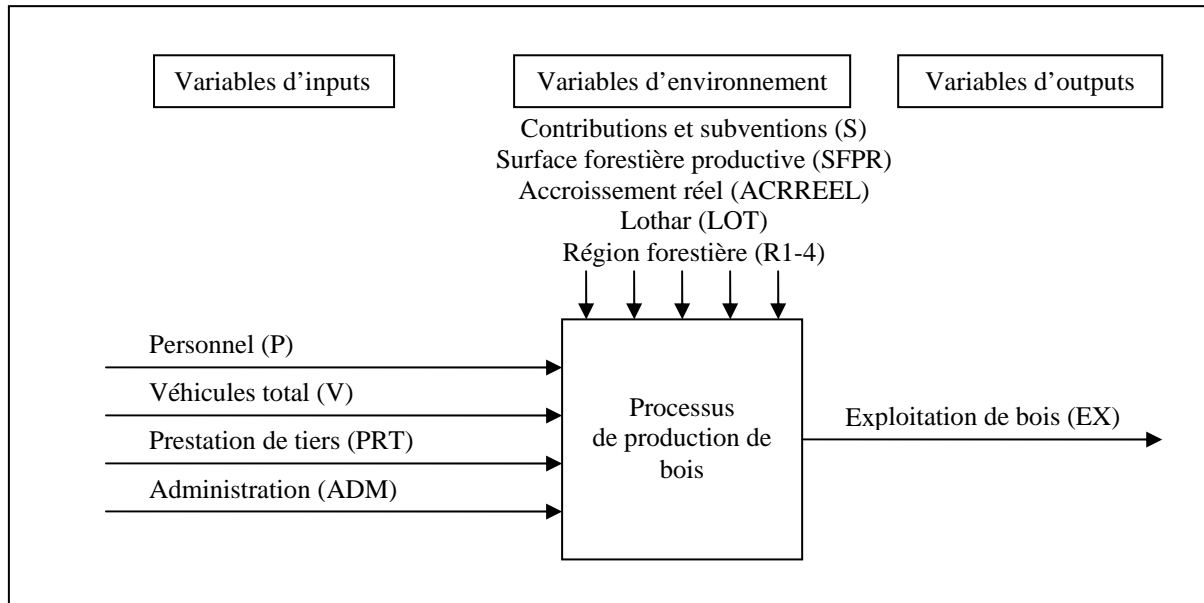 Variables d'inputs
Variables d'environnement
Variables d'outputs
Contributions et subventions (S)
Surface forestière productive (SFPR)
Accroissement réel (ACRREEL)
Lothar (LOT)
Région forestière (R1-4)
Personnel (P)
Véhicules total (V)
Prestation de tiers (PRT)
Administration (ADM)
Processus
de production de
bois
Exploitation de bois (EX)